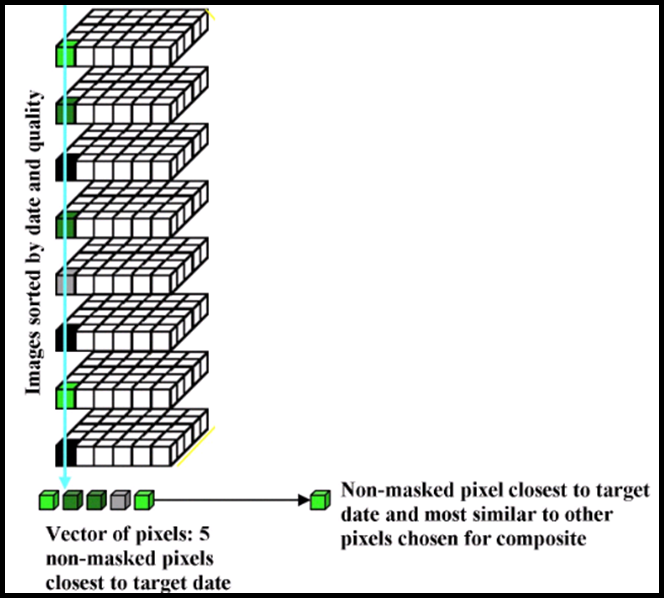 Images sorted by date and quality
Non-masked pixel closest to target
date and most similar to other
pixels chosen for composite
Vector of pixels: 5
non-masked pixels
closest to target date